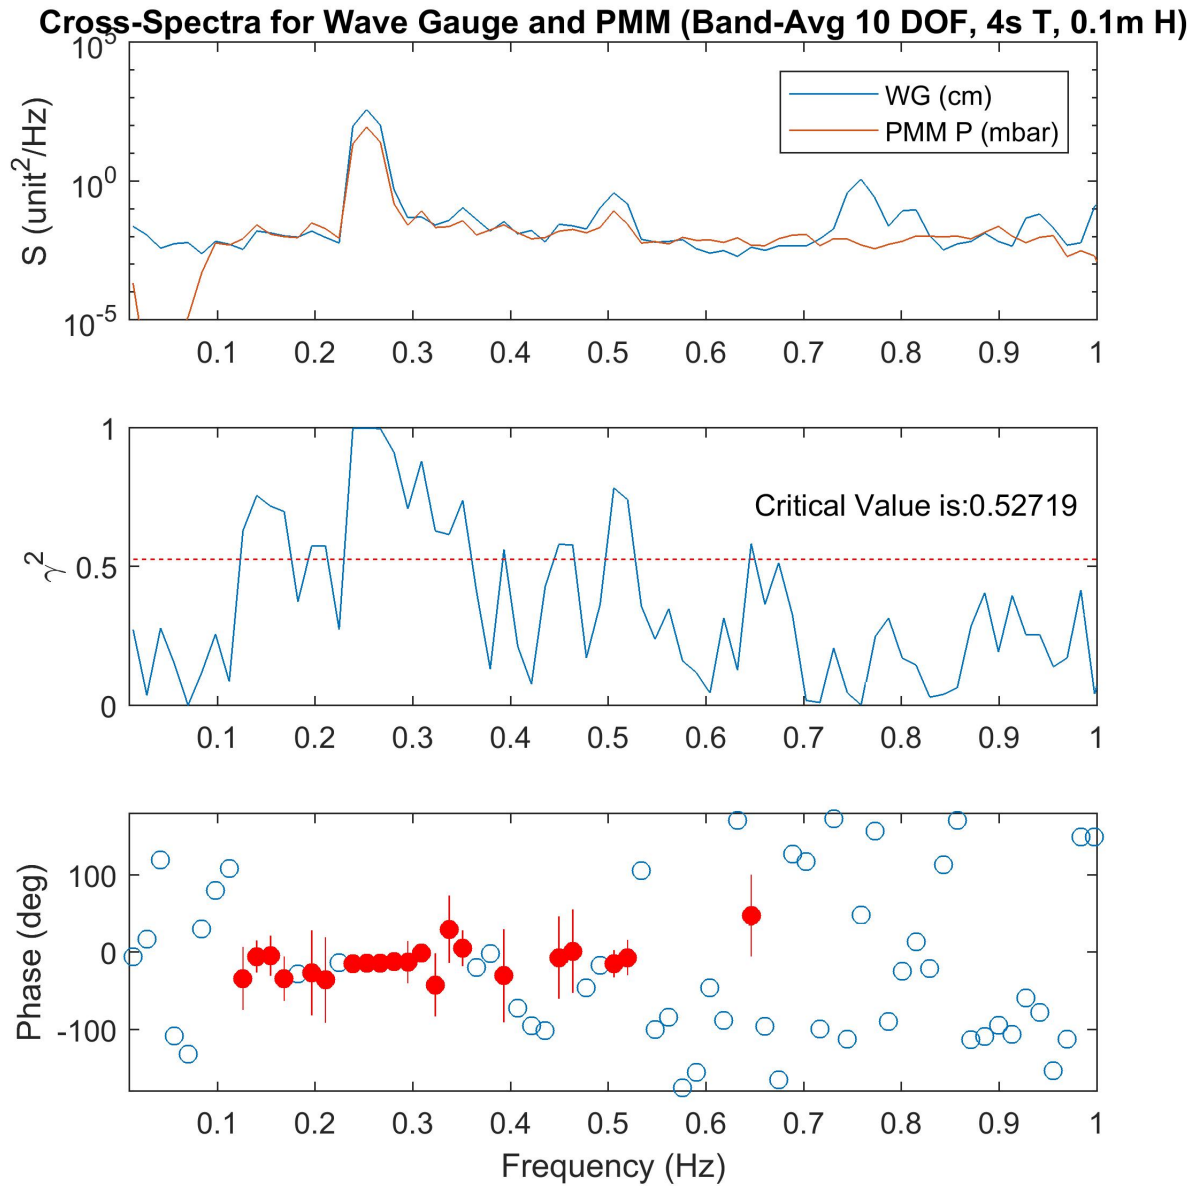 Cross-Spectra for Wave Gauge and PMM (Band-Avg 10 DOF, 4s T, 0.1m H)
10^5
10^0
10^-5
S (unit^2/Hz)
WG (cm)
PMM P (mbar)
0.1 0.2 0.3 0.4 0.5 0.6 0.7 0.8 0.9 1
1
0.5
0
γ^2
Critical Value is:0.52719
0.1 0.2 0.3 0.4 0.5 0.6 0.7 0.8 0.9 1
100
0
-100
Phase (deg)
0.1 0.2 0.3 0.4 0.5 0.6 0.7 0.8 0.9 1
Frequency (Hz)